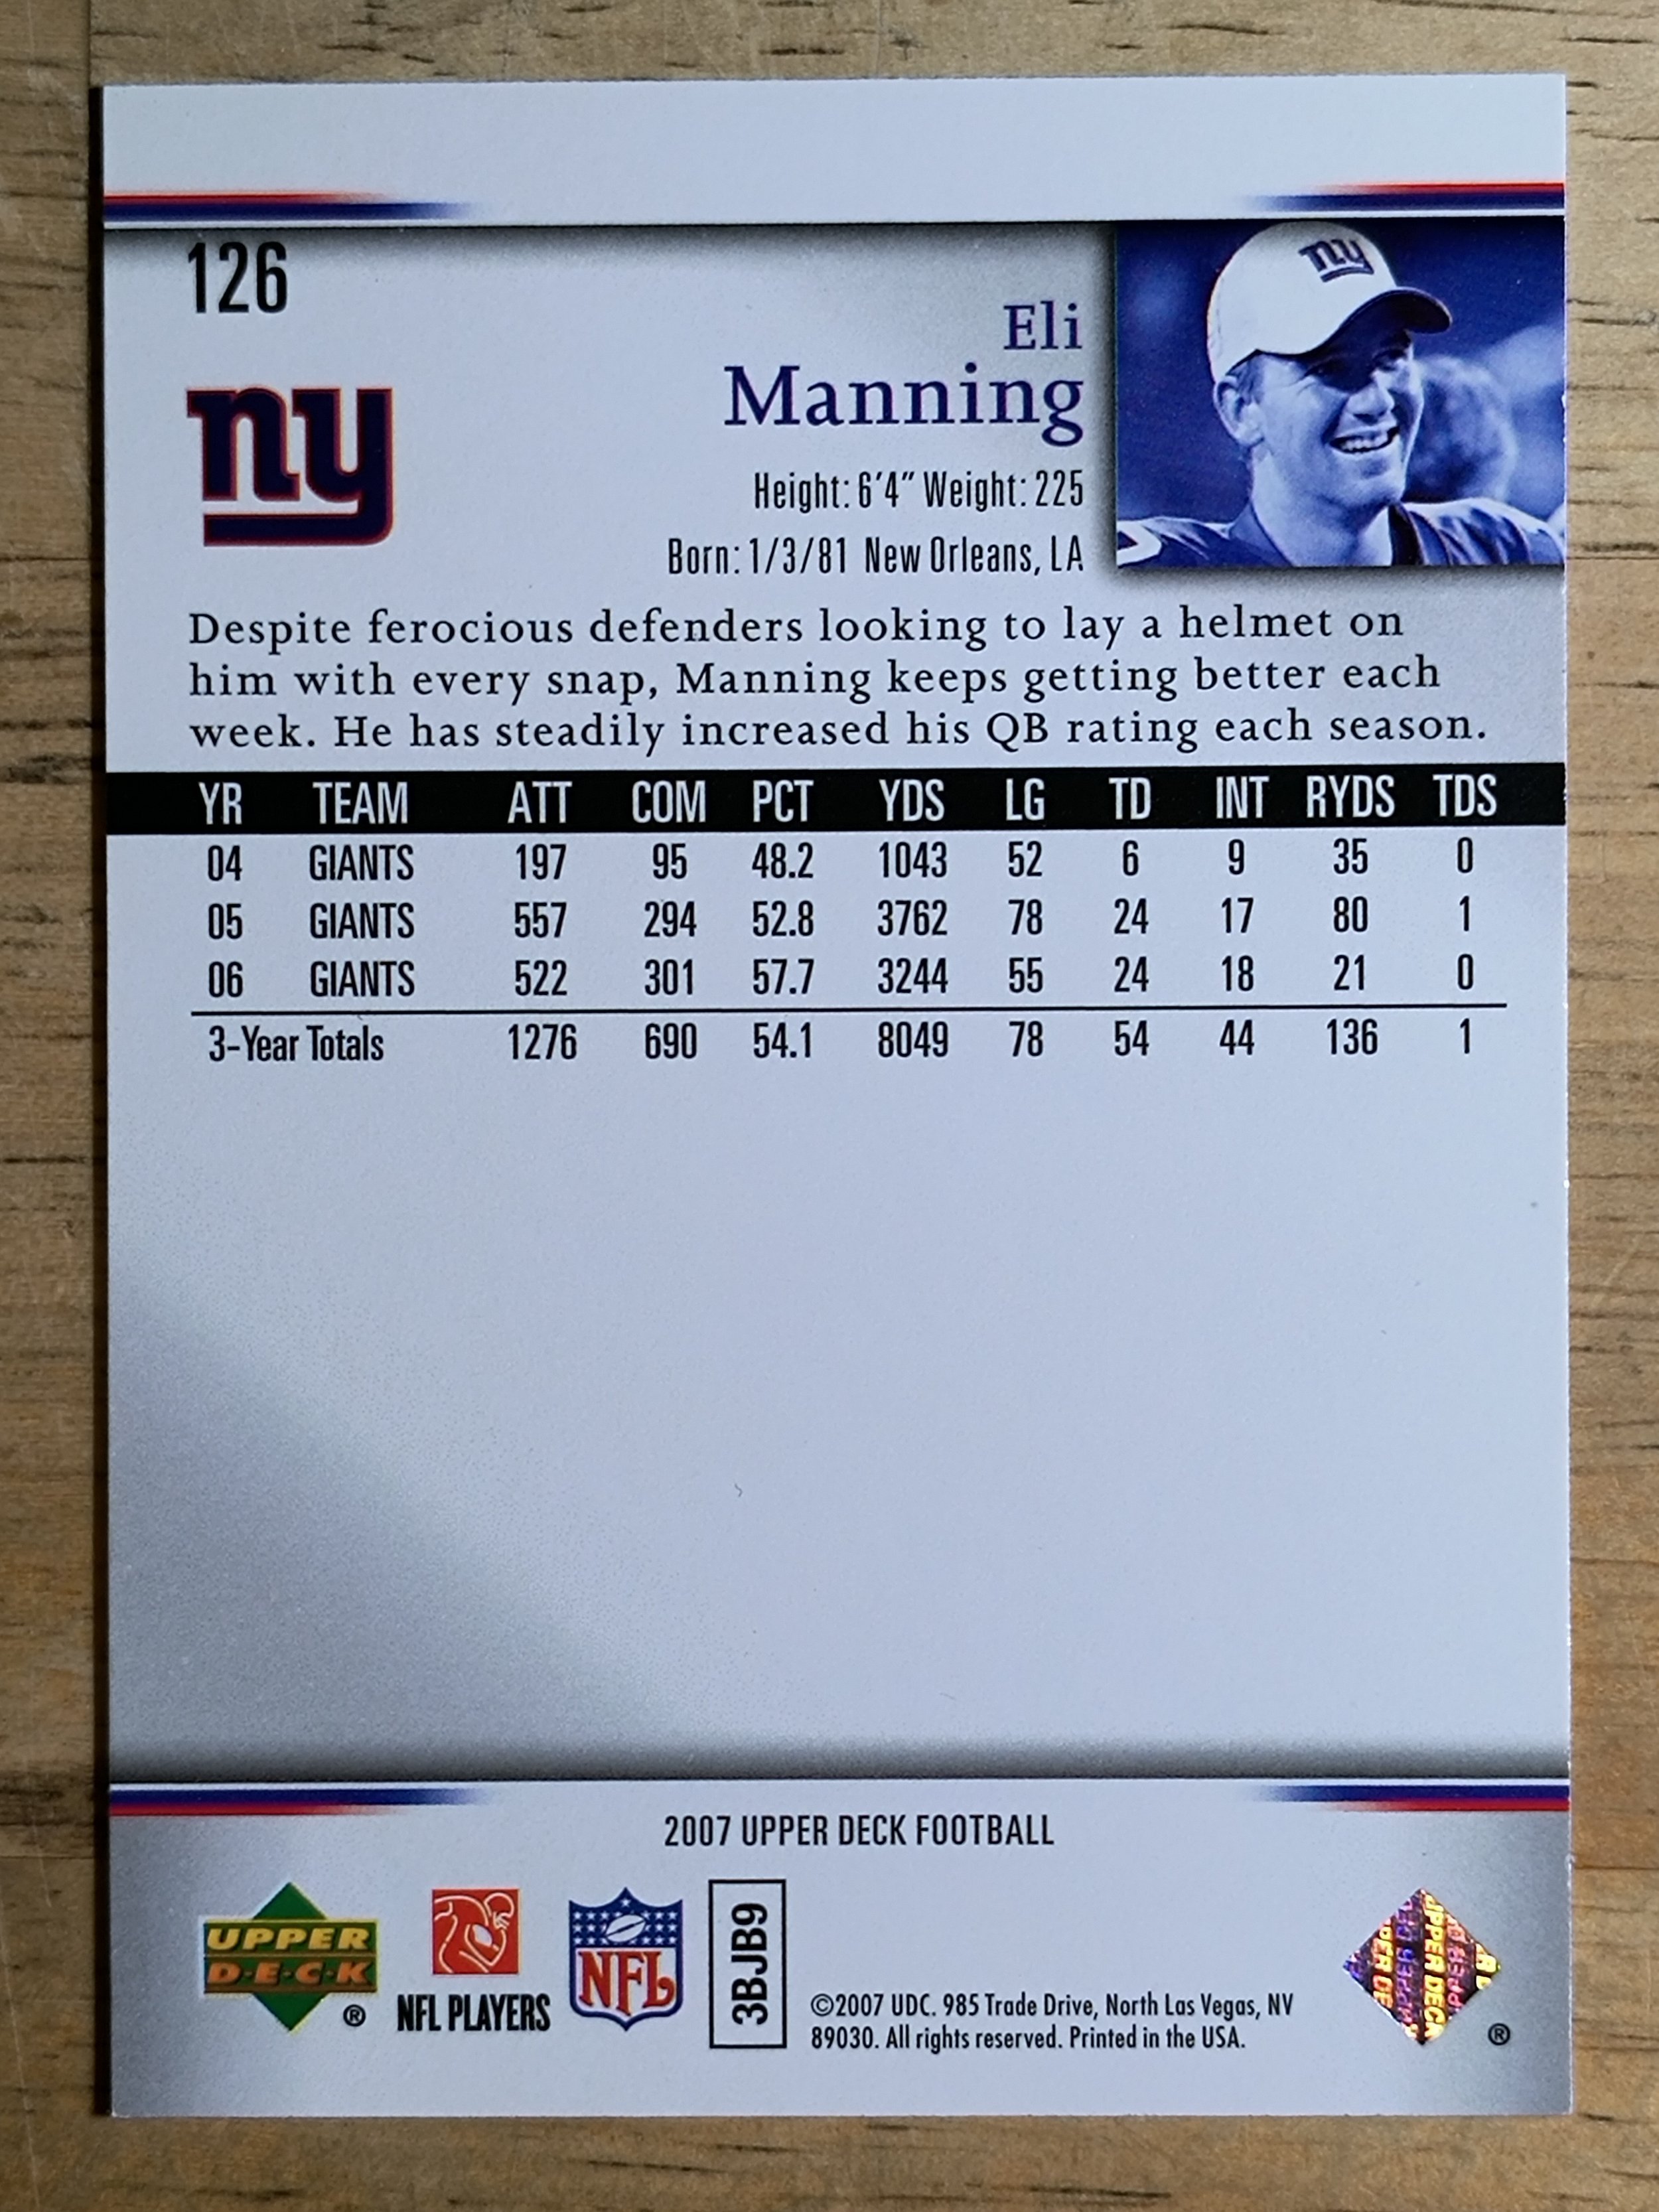 126
ny
Eli
Manning
Height: 6'4" Weight: 225
Born: 1/3/81 New Orleans, LA
ny
Despite ferocious defenders looking to lay a helmet on
him with every snap, Manning keeps getting better each
week. He has steadily increased his QB rating each season.
YR TEAM ATT COM PCT YDS LG TD INT RYDS TDS
04 GIANTS 197 95 48.2 1043 52 6 9 35 0
05 GIANTS 557 294 52.8 3762 78 24 17 80 1
06 GIANTS 522 301 57.7 3244 55 24 18 21 0
3-Year Totals 1276 690 54.1 8049 78 54 44 136 1
2007 UPPER DECK FOOTBALL
UPPER
D·E·C·K
®
NFL PLAYERS
NFL
3BJB9
©2007 UDC. 985 Trade Drive, North Las Vegas, NV
89030. All rights reserved. Printed in the USA.
UPPER DECK
®